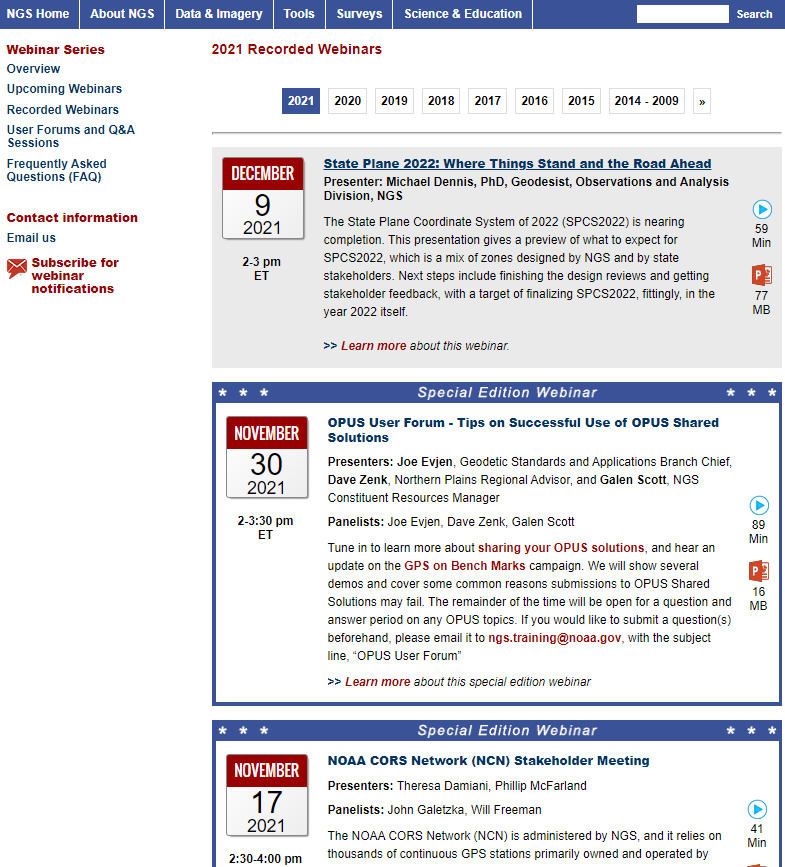 NGS Home About NGS Data & Imagery Tools Surveys Science & Education Search
Webinar Series
Overview
Upcoming Webinars
Recorded Webinars
User Forums and Q&A
Sessions
Frequently Asked
Questions (FAQ)
Contact information
Email us
Subscribe for
webinar
notifications
2021 Recorded Webinars
2021 2020 2019 2018 2017 2016 2015 2014 - 2009 »
DECEMBER
9
2021
2-3 pm
ET
State Plane 2022: Where Things Stand and the Road Ahead
Presenter: Michael Dennis, PhD, Geodesist, Observations and Analysis
Division, NGS
The State Plane Coordinate System of 2022 (SPCS2022) is nearing
completion. This presentation gives a preview of what to expect for
SPCS2022, which is a mix of zones designed by NGS and by state
stakeholders. Next steps include finishing the design reviews and getting
stakeholder feedback, with a target of finalizing SPCS2022, fittingly, in the
year 2022 itself.
>> Learn more about this webinar.
59
Min
77
MB
* * * Special Edition Webinar * * *
NOVEMBER
30
2021
2-3:30 pm
ET
OPUS User Forum - Tips on Successful Use of OPUS Shared
Solutions
Presenters: Joe Evjen, Geodetic Standards and Applications Branch Chief,
Dave Zenk, Northern Plains Regional Advisor, and Galen Scott, NGS
Constituent Resources Manager
Panelists: Joe Evjen, Dave Zenk, Galen Scott
Tune in to learn more about sharing your OPUS solutions, and hear an
update on the GPS on Bench Marks campaign. We will show several
demos and cover some common reasons submissions to OPUS Shared
Solutions may fail. The remainder of the time will be open for a question and
answer period on any OPUS topics. If you would like to submit a question(s)
beforehand, please email it to ngs.training@noaa.gov, with the subject
line, “OPUS User Forum”
>> Learn more about this special edition webinar
89
Min
16
MB
* * * Special Edition Webinar * * *
NOVEMBER
17
2021
2:30-4:00 pm
NOAA CORS Network (NCN) Stakeholder Meeting
Presenters: Theresa Damiani, Phillip McFarland
Panelists: John Galetzka, Will Freeman
The NOAA CORS Network (NCN) is administered by NGS, and it relies on
thousands of continuous GPS stations primarily owned and operated by
41
Min